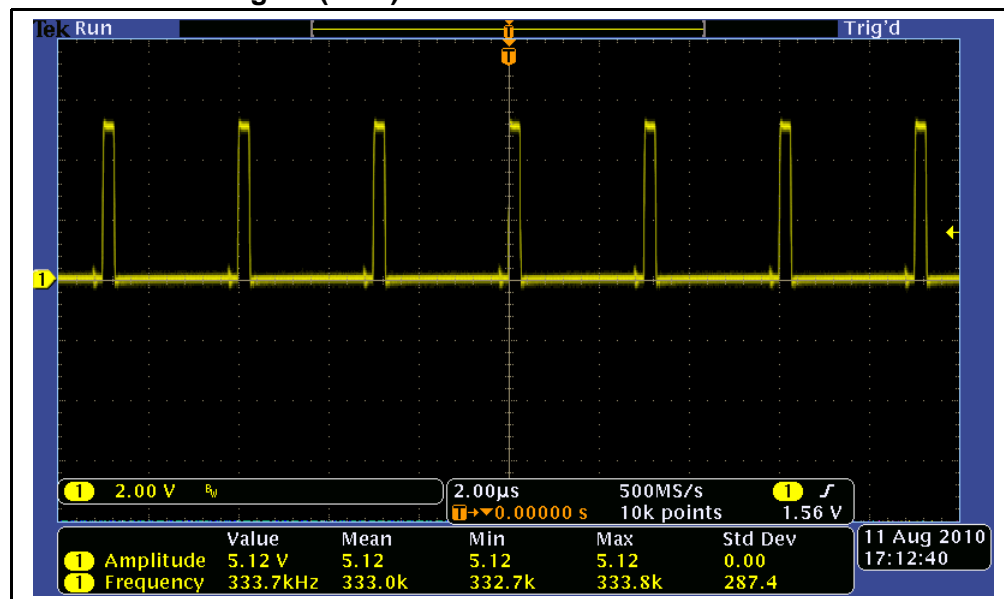 Tek Run
Trig'd
T
T
1
1 2.00 V BW
2.00µs 500MS/s 1 ƒ
T→▼0.00000 s 10k points 1.56 V
Value Mean Min Max Std Dev
1 Amplitude 5.12 V 5.12 5.12 5.12 0.00
1 Frequency 333.7kHz 333.0k 332.7k 333.8k 287.4
11 Aug 2010
17:12:40